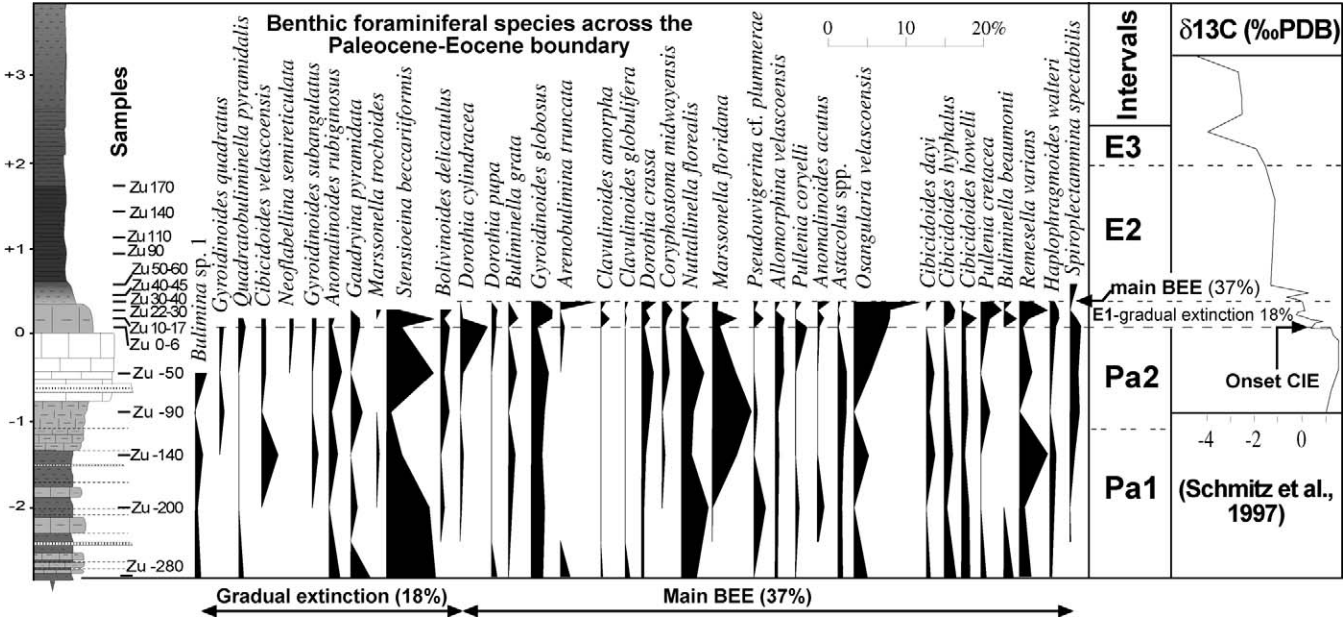 Benthic foraminiferal species across the
Paleocene-Eocene boundary
0 10 20%
δ13C (‰PDB)
Samples
Intervals
+3
+2
+1
0
-1
-2
Zu 170
Zu 140
Zu 110
Zu 90
Zu 50-60
Zu 40-45
Zu 30-40
Zu 22-30
Zu 10-17
Zu 0-6
Zu -50
Zu -90
Zu -140
Zu -200
Zu -280
Bulimina sp. 1
Gyroidinoides quadratus
Quadratobuliminella pyramidalis
Cibicidoides velascoensis
Neoflabellina semireticulata
Gyroidinoides subangulatus
Anomalinoides rubiginosus
Gaudryina pyramidata
Marssonella trochoides
Stensioeina beccariiformis
Bolivinoides delicatulus
Dorothia cylindracea
Dorothia pupa
Buliminella grata
Gyroidinoides globosus
Arenobulimina truncata
Clavulinoides amorpha
Clavulinoides globulifera
Dorothia crassa
Coryphostoma midwayensis
Nuttallinella florealis
Marssonella floridana
Pseudouvigerina cf. plummerae
Allomorphina velascoensis
Pullenia coryelli
Anomalinoides acutus
Astacolus spp.
Osangularia velascoensis
Cibicidoides dayi
Cibicidoides hyphalus
Cibicidoides howelli
Pullenia cretacea
Buliminella beaumonti
Remesella varians
Haplophragmoides walteri
Spiroplectammina spectabilis
E3
E2
main BEE (37%)
E1-gradual extinction 18%
Pa2
Onset CIE
Pa1
-4 -2 0
(Schmitz et al.,
1997)
Gradual extinction (18%)
Main BEE (37%)